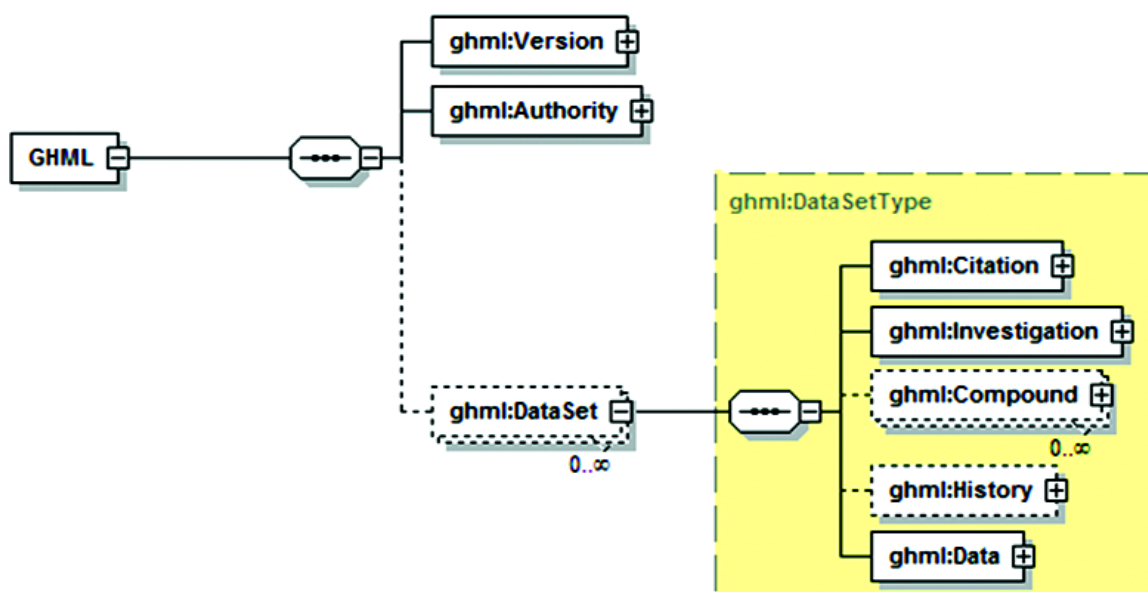 ghml:Version
ghml:Authority
GHML
ghml:DataSetType
ghml:Citation
ghml:Investigation
ghml:Compound
0..∞
ghml:DataSet
0..∞
ghml:History
ghml:Data